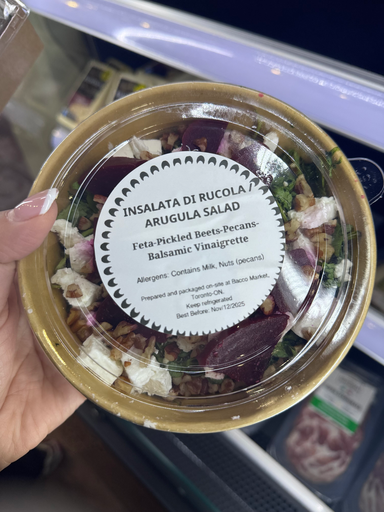 INSALATA DI RUCOLA /
ARUGULA SALAD
Feta-Pickled Beets-Pecans-
Balsamic Vinaigrette
Allergens: Contains Milk, Nuts (pecans)
Prepared and packaged on-site at Bacco Market,
Toronto ON.
Keep refrigerated
Best Before: Nov/12/2025